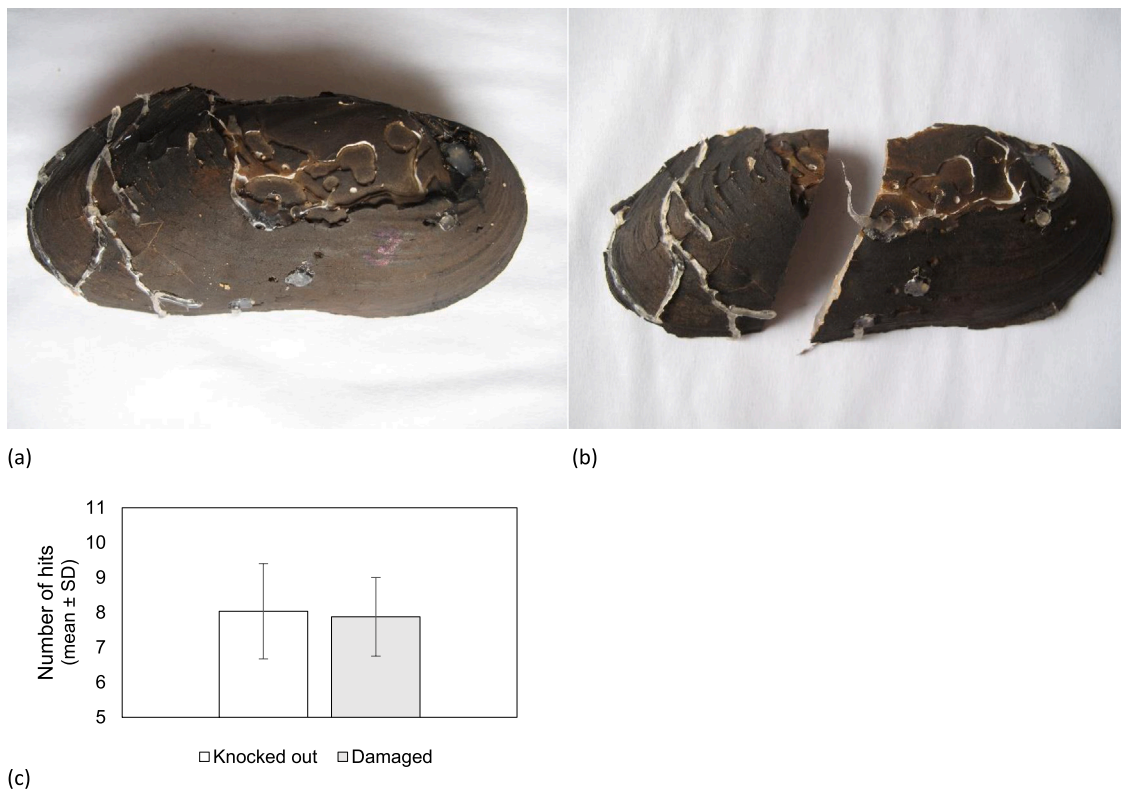 (a)
(b)
Number of hits
(mean ± SD)
11
10
9
8
7
6
5
Knocked out
Damaged
(c)